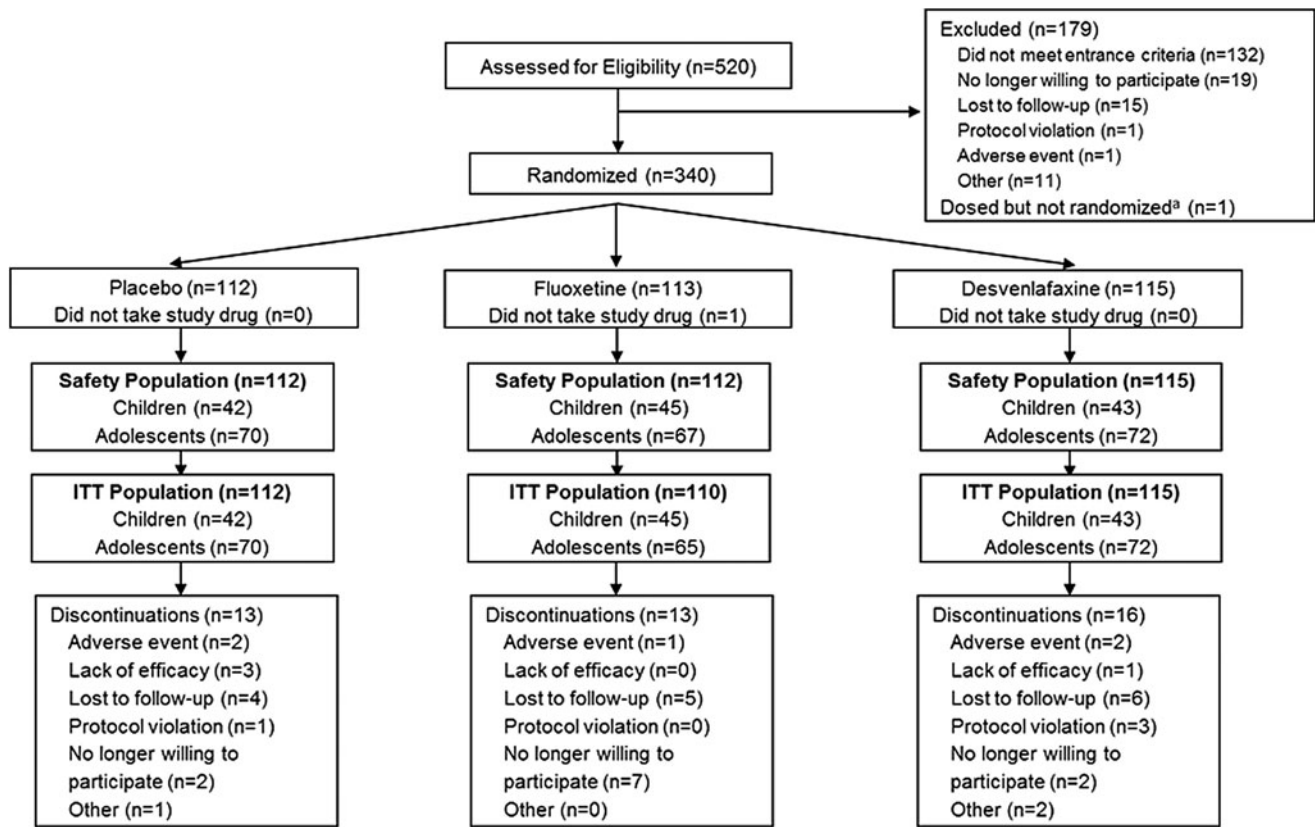 Assessed for Eligibility (n=520)
Excluded (n=179)
Did not meet entrance criteria (n=132)
No longer willing to participate (n=19)
Lost to follow-up (n=15)
Protocol violation (n=1)
Adverse event (n=1)
Other (n=11)
Dosed but not randomizedᵃ (n=1)
Randomized (n=340)
Placebo (n=112)
Did not take study drug (n=0)
Fluoxetine (n=113)
Did not take study drug (n=1)
Desvenlafaxine (n=115)
Did not take study drug (n=0)
Safety Population (n=112)
Children (n=42)
Adolescents (n=70)
Safety Population (n=112)
Children (n=45)
Adolescents (n=67)
Safety Population (n=115)
Children (n=43)
Adolescents (n=72)
ITT Population (n=112)
Children (n=42)
Adolescents (n=70)
ITT Population (n=110)
Children (n=45)
Adolescents (n=65)
ITT Population (n=115)
Children (n=43)
Adolescents (n=72)
Discontinuations (n=13)
Adverse event (n=2)
Lack of efficacy (n=3)
Lost to follow-up (n=4)
Protocol violation (n=1)
No longer willing to
participate (n=2)
Other (n=1)
Discontinuations (n=13)
Adverse event (n=1)
Lack of efficacy (n=0)
Lost to follow-up (n=5)
Protocol violation (n=0)
No longer willing to
participate (n=7)
Other (n=0)
Discontinuations (n=16)
Adverse event (n=2)
Lack of efficacy (n=1)
Lost to follow-up (n=6)
Protocol violation (n=3)
No longer willing to
participate (n=2)
Other (n=2)